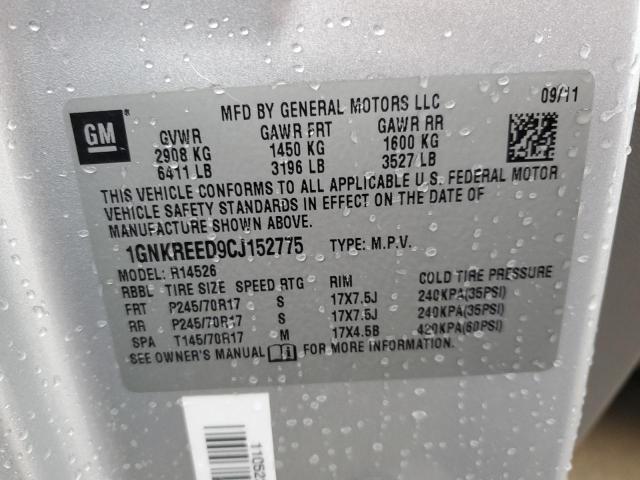 MFD BY GENERAL MOTORS LLC 09/11
GM ®
GVWR GAWR FRT GAWR RR
2908 KG 1450 KG 1600 KG
6411 LB 3196 LB 3527 LB
THIS VEHICLE CONFORMS TO ALL APPLICABLE U.S. FEDERAL MOTOR
VEHICLE SAFETY STANDARDS IN EFFECT ON THE DATE OF
MANUFACTURE SHOWN ABOVE.
1GNKREED9CJ152775 TYPE: M.P.V.
MODEL: R14526
RBBL TIRE SIZE SPEED RTG RIM COLD TIRE PRESSURE
FRT P245/70R17 S 17X7.5J 240KPA(35PSI)
RR P245/70R17 S 17X7.5J 240KPA(35PSI)
SPA T145/70R17 M 17X4.5B 420KPA(60PSI)
SEE OWNER'S MANUAL FOR MORE INFORMATION.
11052